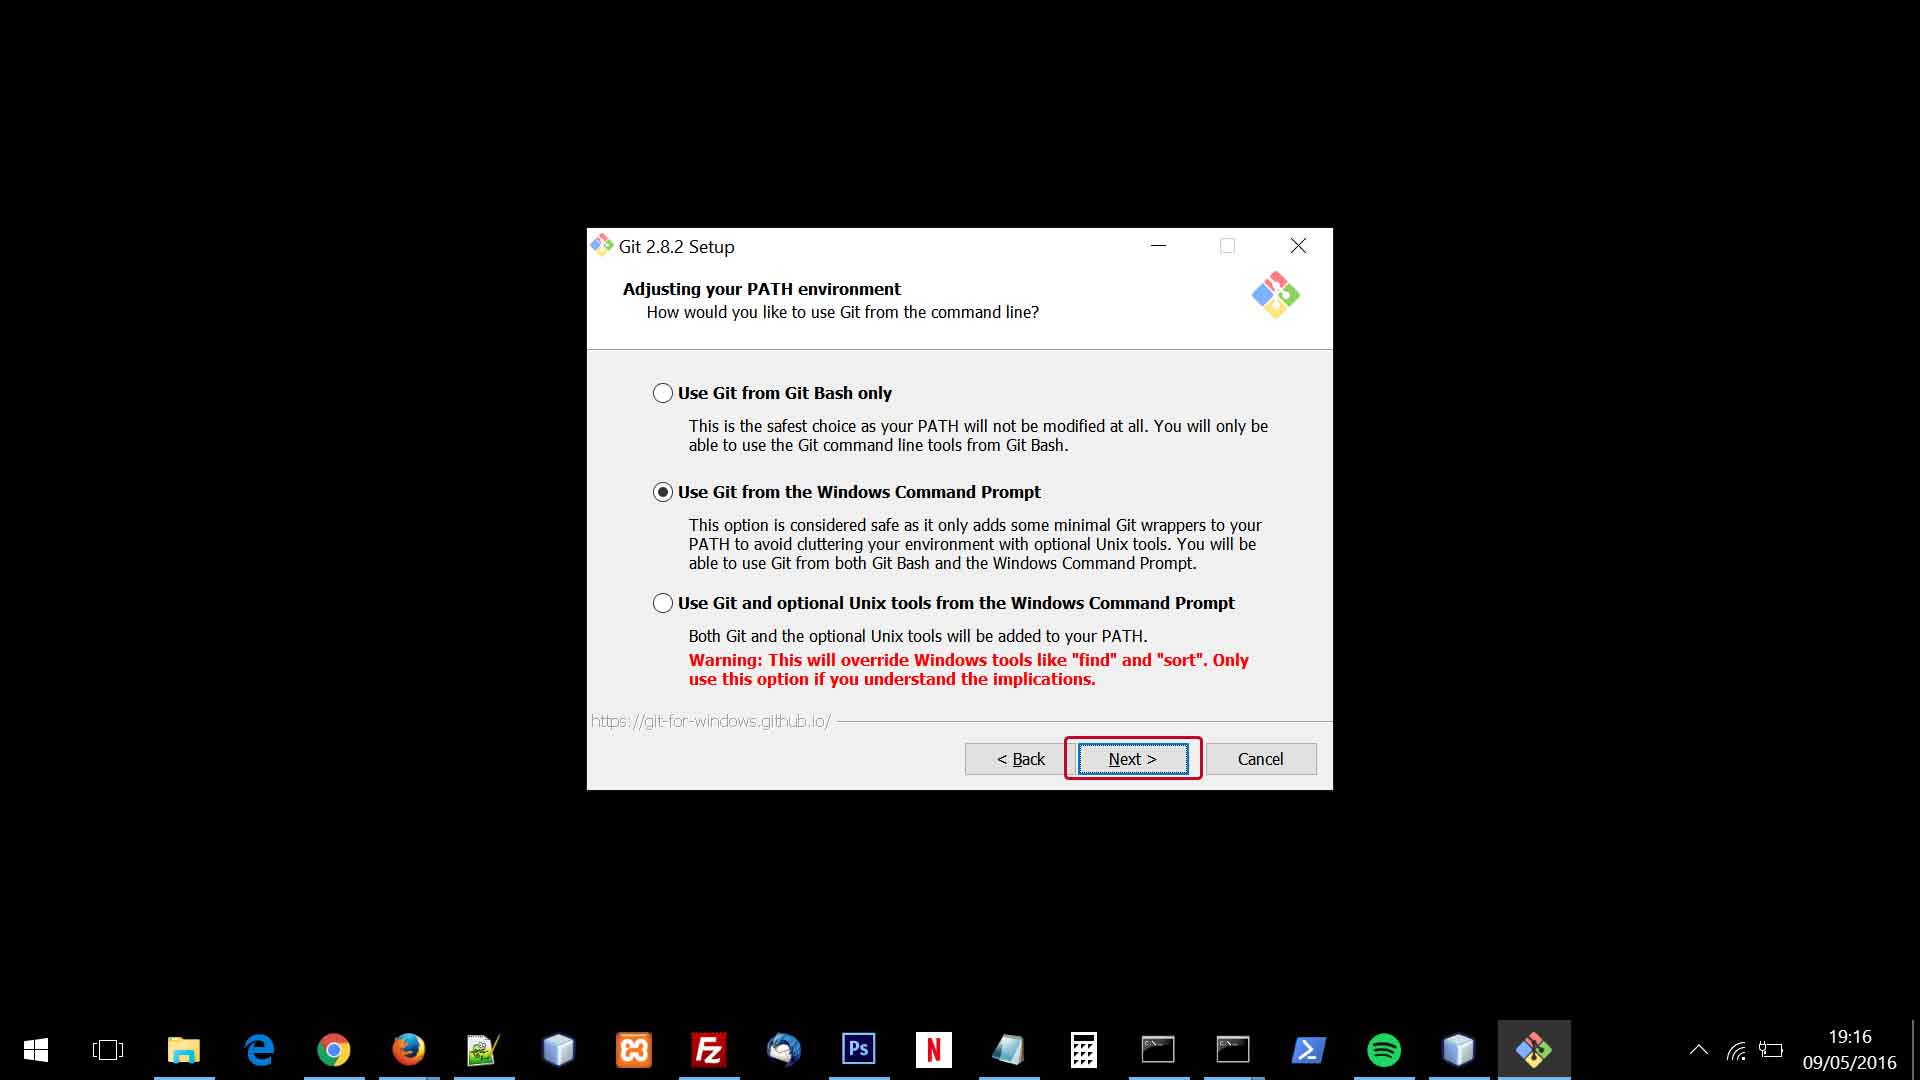 Git 2.8.2 Setup
Adjusting your PATH environment
How would you like to use Git from the command line?
Use Git from Git Bash only
This is the safest choice as your PATH will not be modified at all. You will only be
able to use the Git command line tools from Git Bash.
Use Git from the Windows Command Prompt
This option is considered safe as it only adds some minimal Git wrappers to your
PATH to avoid cluttering your environment with optional Unix tools. You will be
able to use Git from both Git Bash and the Windows Command Prompt.
Use Git and optional Unix tools from the Windows Command Prompt
Both Git and the optional Unix tools will be added to your PATH.
Warning: This will override Windows tools like "find" and "sort". Only
use this option if you understand the implications.
https://git-for-windows.github.io/
< Back Next > Cancel
Fz Ps N
19:16
09/05/2016